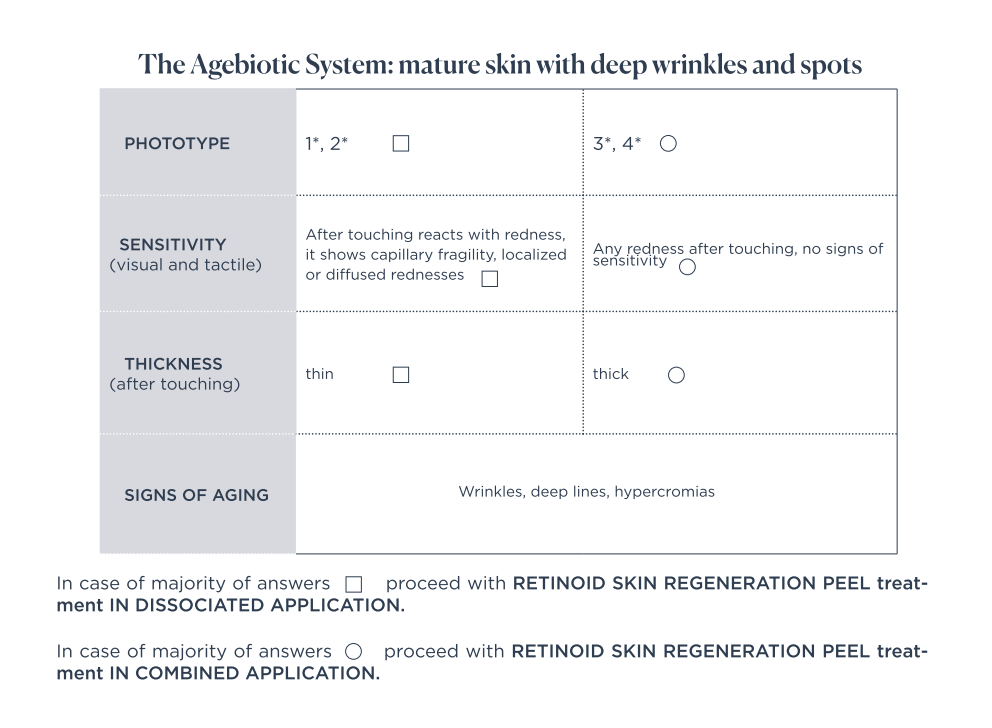 The Agebiotic System: mature skin with deep wrinkles and spots
PHOTOTYPE
1*, 2*
3*, 4*
SENSITIVITY
(visual and tactile)
After touching reacts with redness,
it shows capillary fragility, localized
or diffused rednesses
Any redness after touching, no signs of
sensitivity
THICKNESS
(after touching)
thin
thick
SIGNS OF AGING
Wrinkles, deep lines, hypercromias
In case of majority of answers □ proceed with RETINOID SKIN REGENERATION PEEL treat-
ment IN DISSOCIATED APPLICATION.
In case of majority of answers ○ proceed with RETINOID SKIN REGENERATION PEEL treat-
ment IN COMBINED APPLICATION.